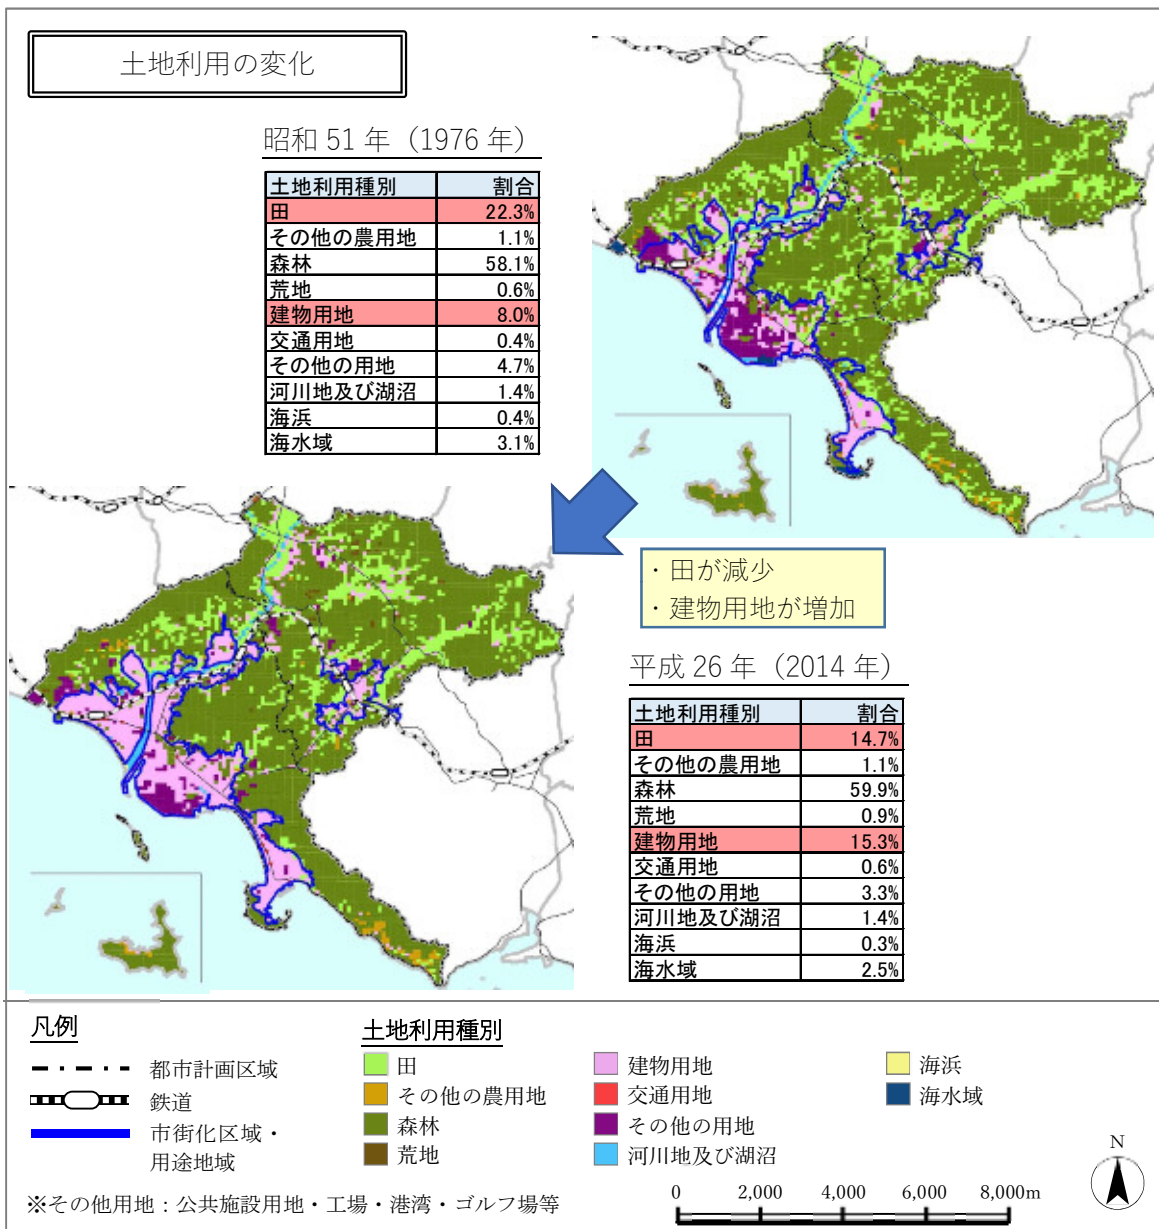 土地利用の変化
昭和 51 年（1976 年）
土地利用種別 割合
田 22.3%
その他の農用地 1.1%
森林 58.1%
荒地 0.6%
建物用地 8.0%
交通用地 0.4%
その他の用地 4.7%
河川地及び湖沼 1.4%
海浜 0.4%
海水域 3.1%
・田が減少
・建物用地が増加
平成 26 年（2014 年）
土地利用種別 割合
田 14.7%
その他の農用地 1.1%
森林 59.9%
荒地 0.9%
建物用地 15.3%
交通用地 0.6%
その他の用地 3.3%
河川地及び湖沼 1.4%
海浜 0.3%
海水域 2.5%
凡例
都市計画区域
鉄道
市街化区域・
用途地域
土地利用種別
田
その他の農用地
森林
荒地
建物用地
交通用地
その他の用地
河川地及び湖沼
海浜
海水域
※その他用地：公共施設用地・工場・港湾・ゴルフ場等
0 2,000 4,000 6,000 8,000m
N